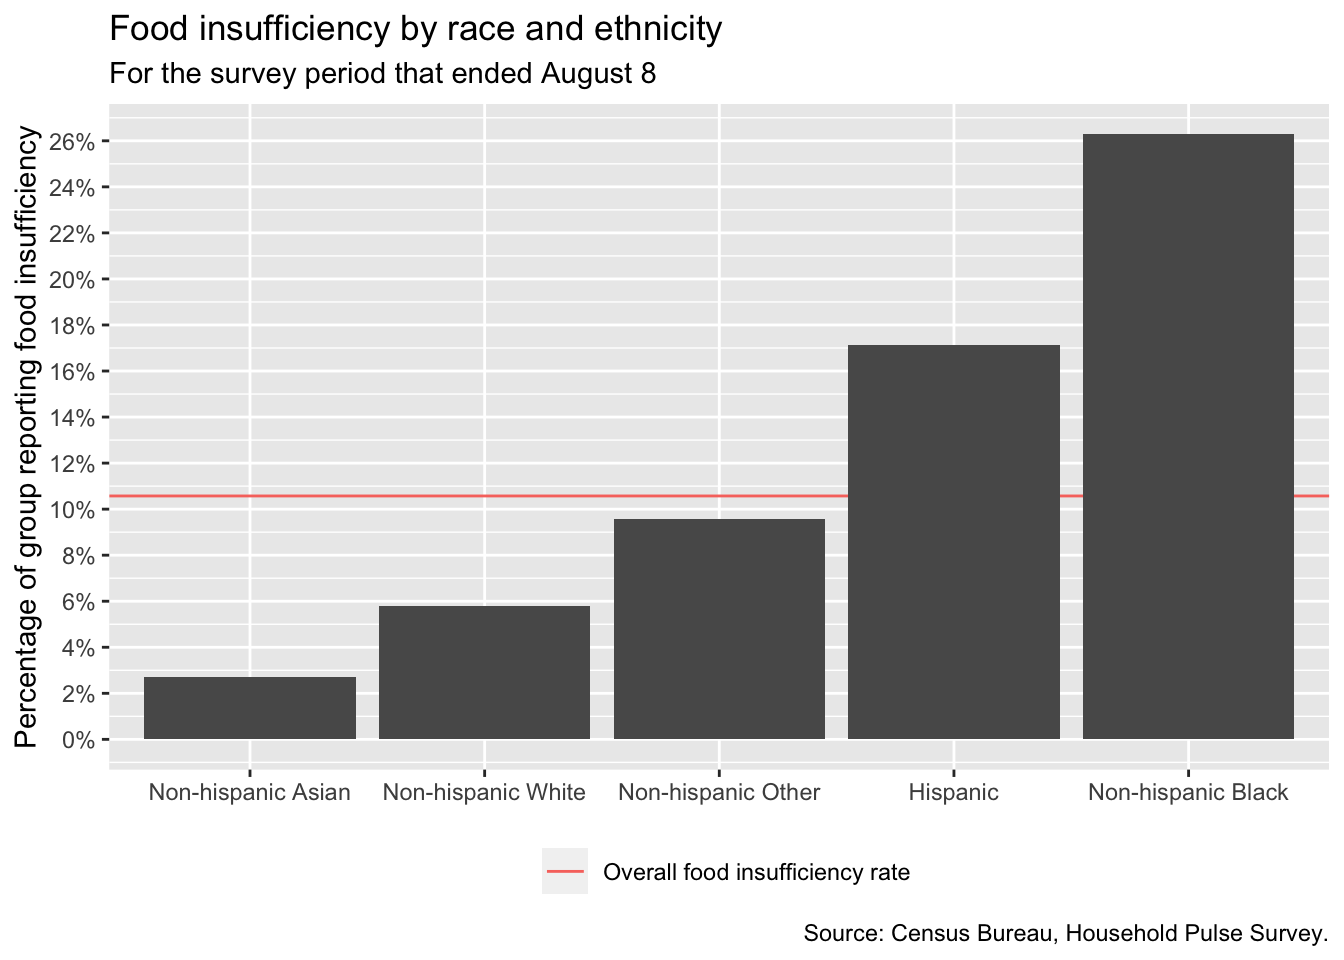 Food insufficiency by race and ethnicity
For the survey period that ended August 8
Percentage of group reporting food insufficiency
26%
24%
22%
20%
18%
16%
14%
12%
10%
8%
6%
4%
2%
0%
Non-hispanic Asian Non-hispanic White Non-hispanic Other Hispanic Non-hispanic Black
Overall food insufficiency rate
Source: Census Bureau, Household Pulse Survey.